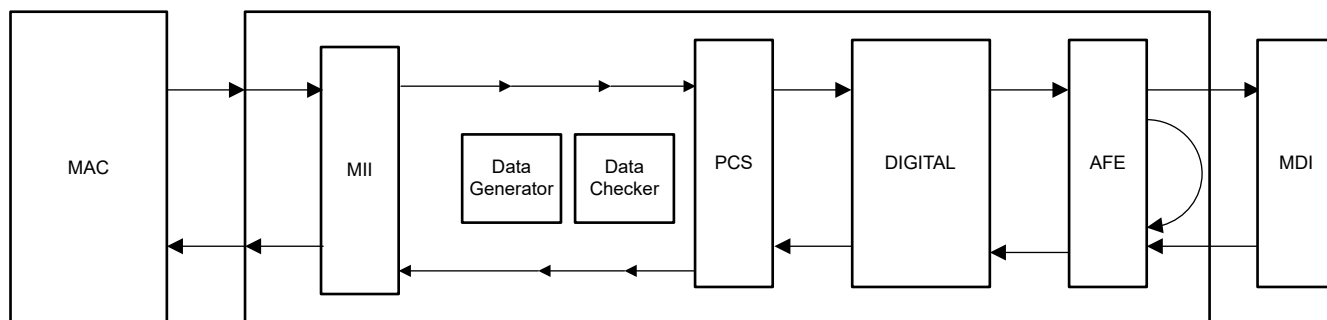 MAC
MII
Data
Generator
Data
Checker
PCS
DIGITAL
AFE
MDI